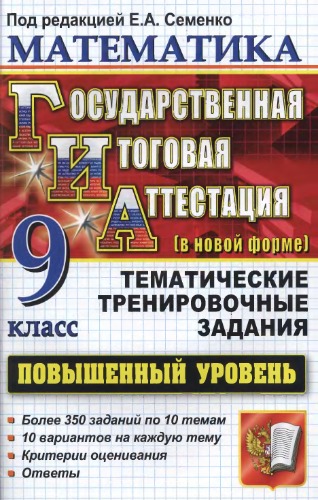 Под редакцией Е.А. Семенко
МАТЕМАТИКА
ГОСУДАРСТВЕННАЯ
ИТОГОВАЯ
АТТЕСТАЦИЯ
(в новой форме)
9
класс
ТЕМАТИЧЕСКИЕ
ТРЕНИРОВОЧНЫЕ
ЗАДАНИЯ
ПОВЫШЕННЫЙ УРОВЕНЬ
• Более 350 заданий по 10 темам
• 10 вариантов на каждую тему
• Критерии оценивания
• Ответы